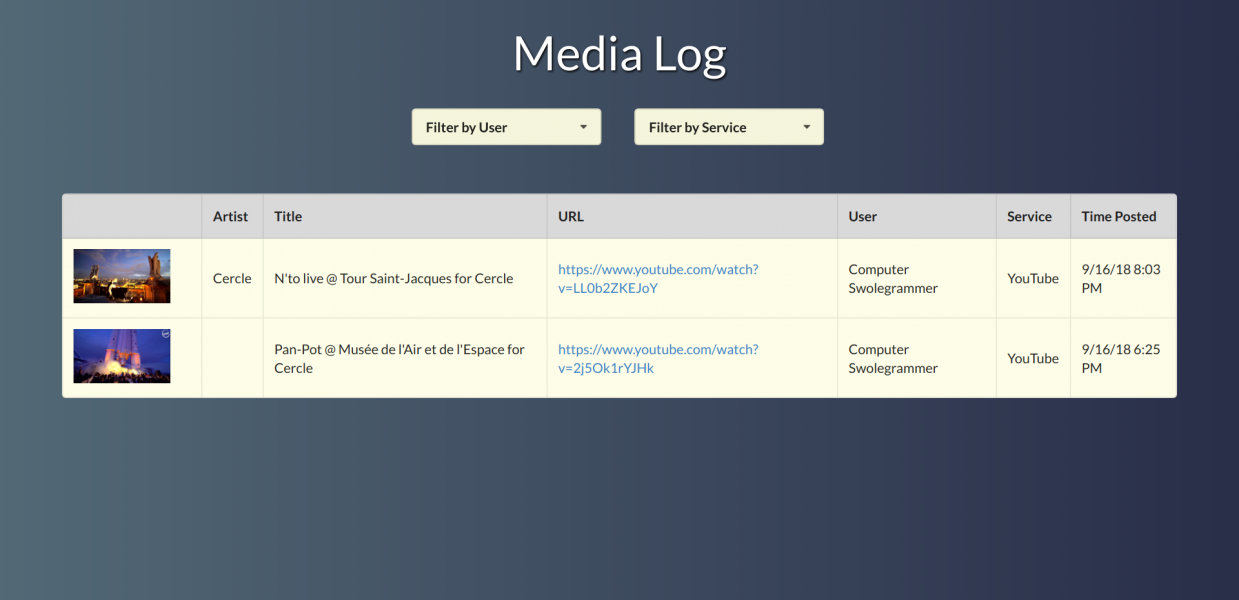 Media Log
Filter by User
Filter by Service
Artist
Title
URL
User
Service
Time Posted
Cercle
N'to live @ Tour Saint-Jacques for Cercle
https://www.youtube.com/watch?
v=LL0b2ZKEJoY
Computer
Swolegrammer
YouTube
9/16/18 8:03
PM
Pan-Pot @ Musée de l'Air et de l'Espace for
Cercle
https://www.youtube.com/watch?
v=2j5Ok1rYJHk
Computer
Swolegrammer
YouTube
9/16/18 6:25
PM